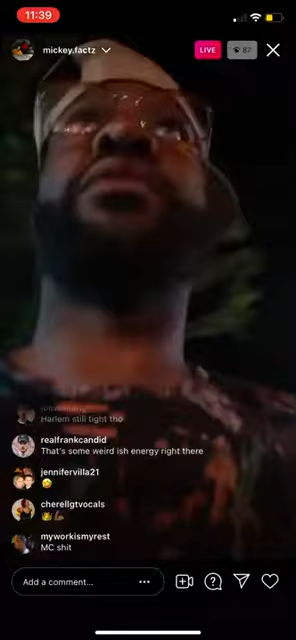 11:39
mickey.factz
LIVE
87
Harlem still tight tho
realfrankcandid
That's some weird ish energy right there
jennifervilla21
cherellgtvocals
myworkismyrest
MC shit
Add a comment...